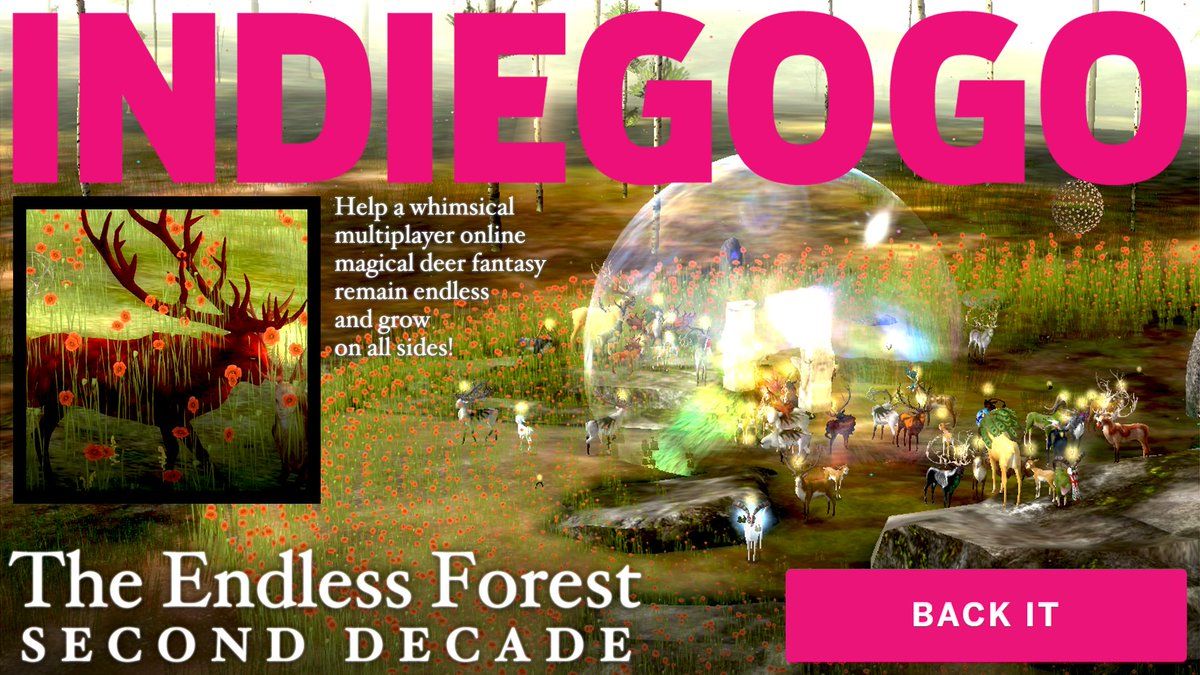 INDIEGOGO
Help a whimsical
multiplayer online
magical deer fantasy
remain endless
and grow
on all sides!
The Endless Forest
SECOND DECADE
BACK IT